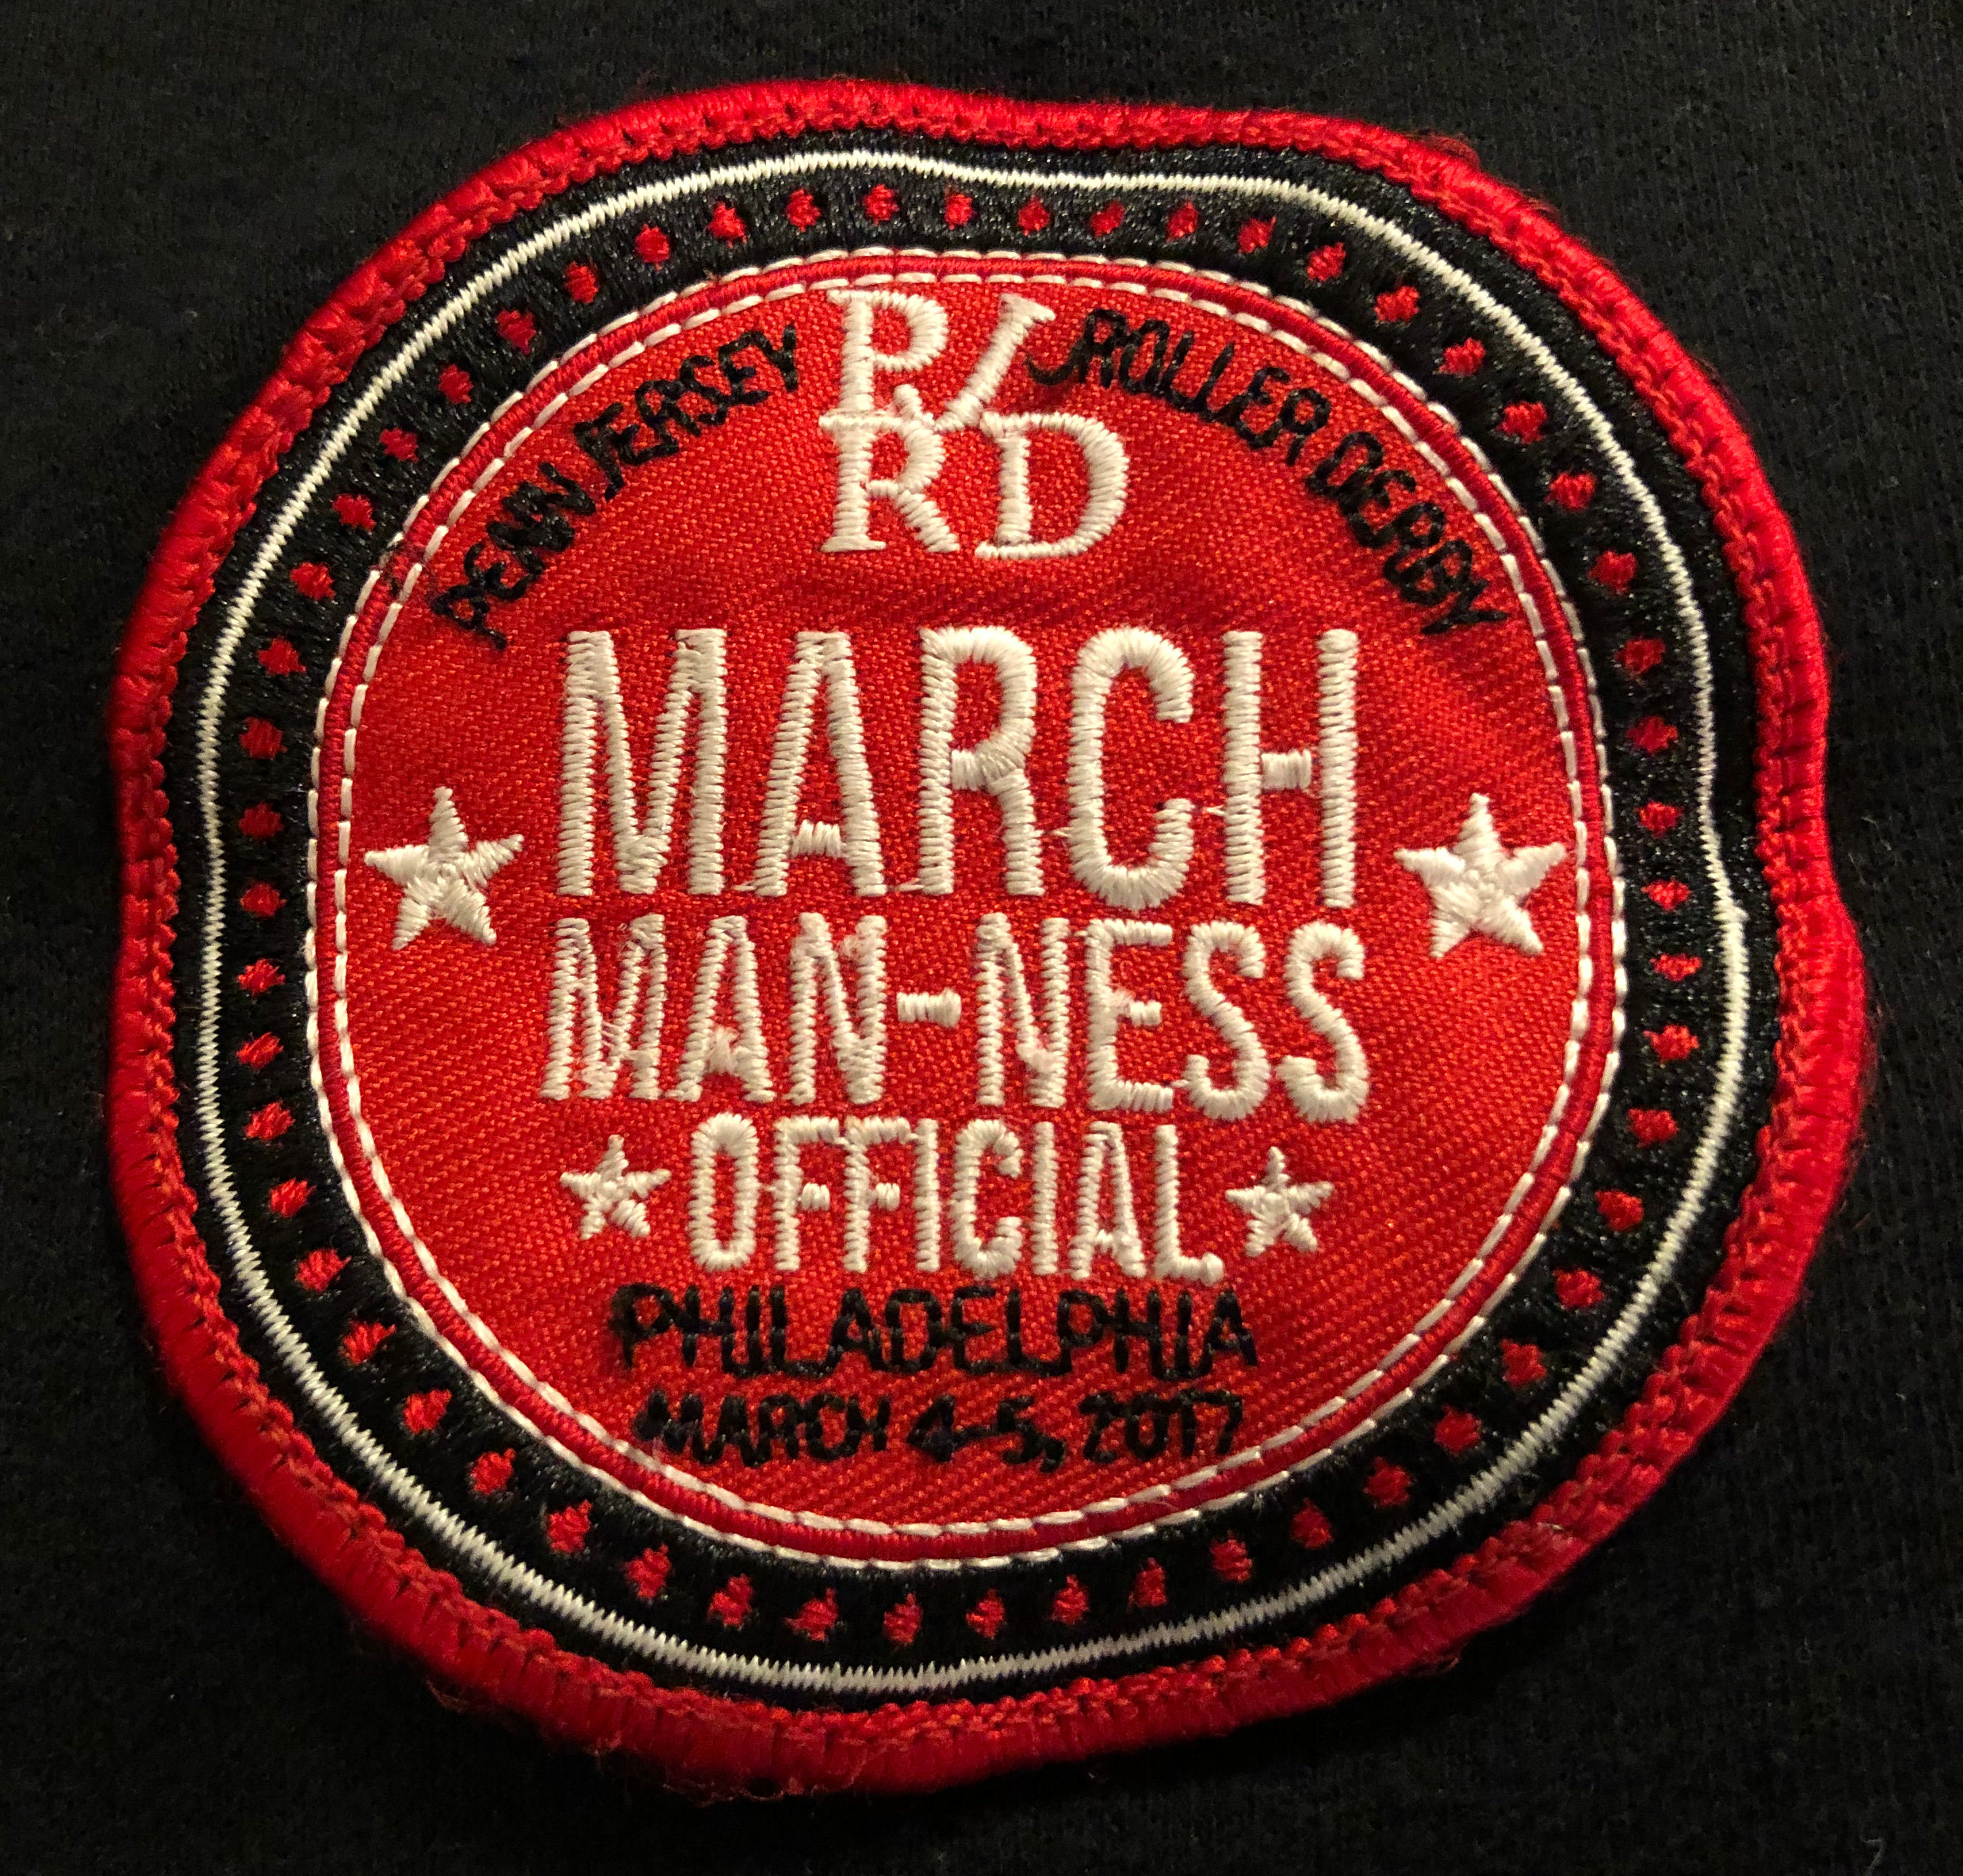 PENN JERSEY
PJ
RD
ROLLER DERBY
MARCH
MAN-NESS
OFFICIAL
PHILADELPHIA
MARCH 4-5, 2017